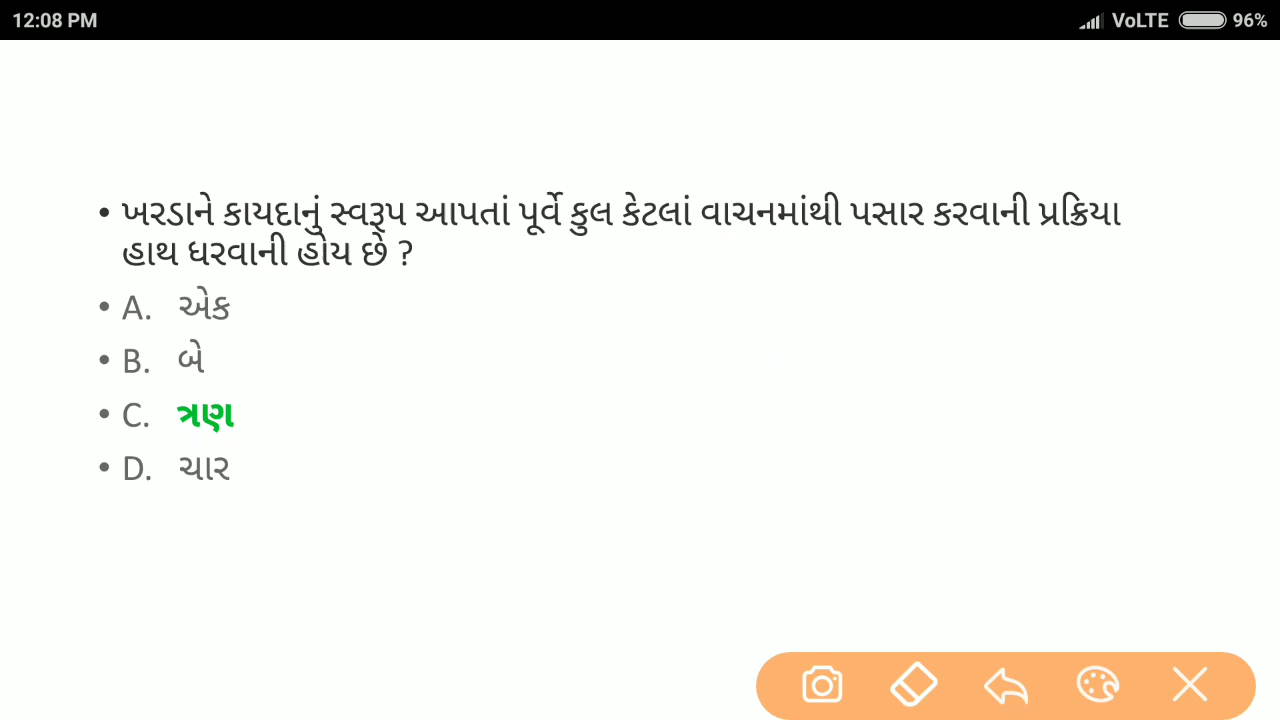 12:08 PM VoLTE 96%
• ખરડાને કાયદાનું સ્વરૂપ આપતાં પૂર્વે કુલ કેટલાં વાચનમાંથી પસાર કરવાની પ્રક્રિયા
હાથ ધરવાની હોય છે ?
• A. એક
• B. બે
• C. ત્રણ
• D. ચાર